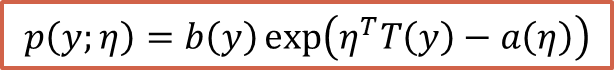 p(y; η) = b(y) exp(η^T T(y) − a(η))